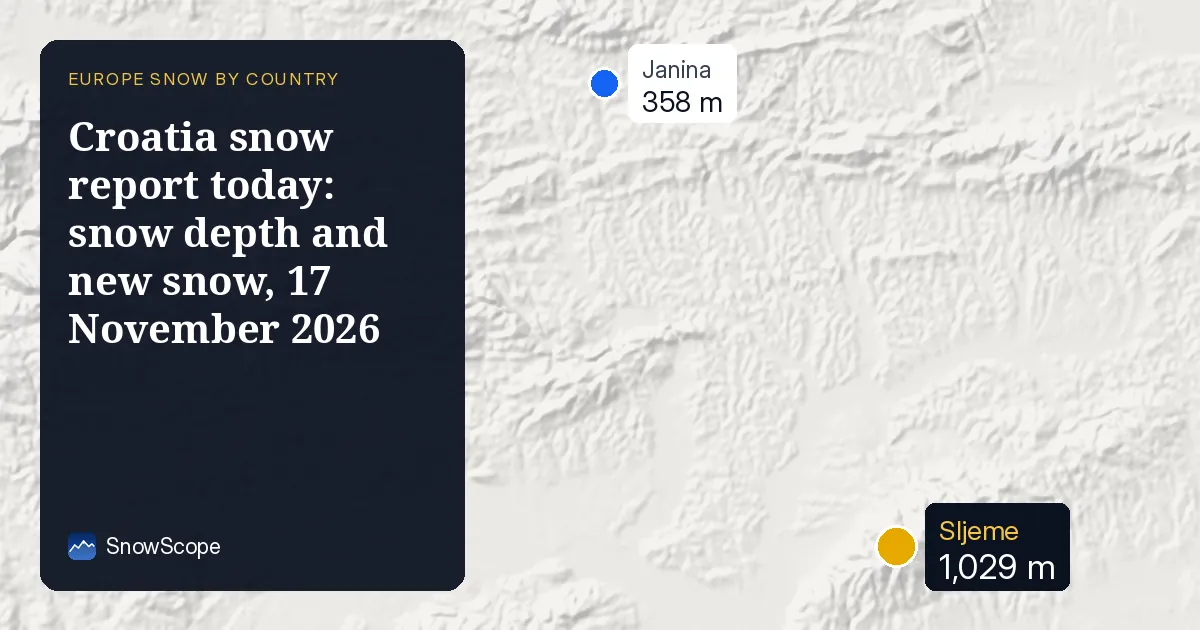 EUROPE SNOW BY COUNTRY
Croatia snow
report today:
snow depth and
new snow, 17
November 2026
SnowScope
Janina
358 m
Sljeme
1,029 m